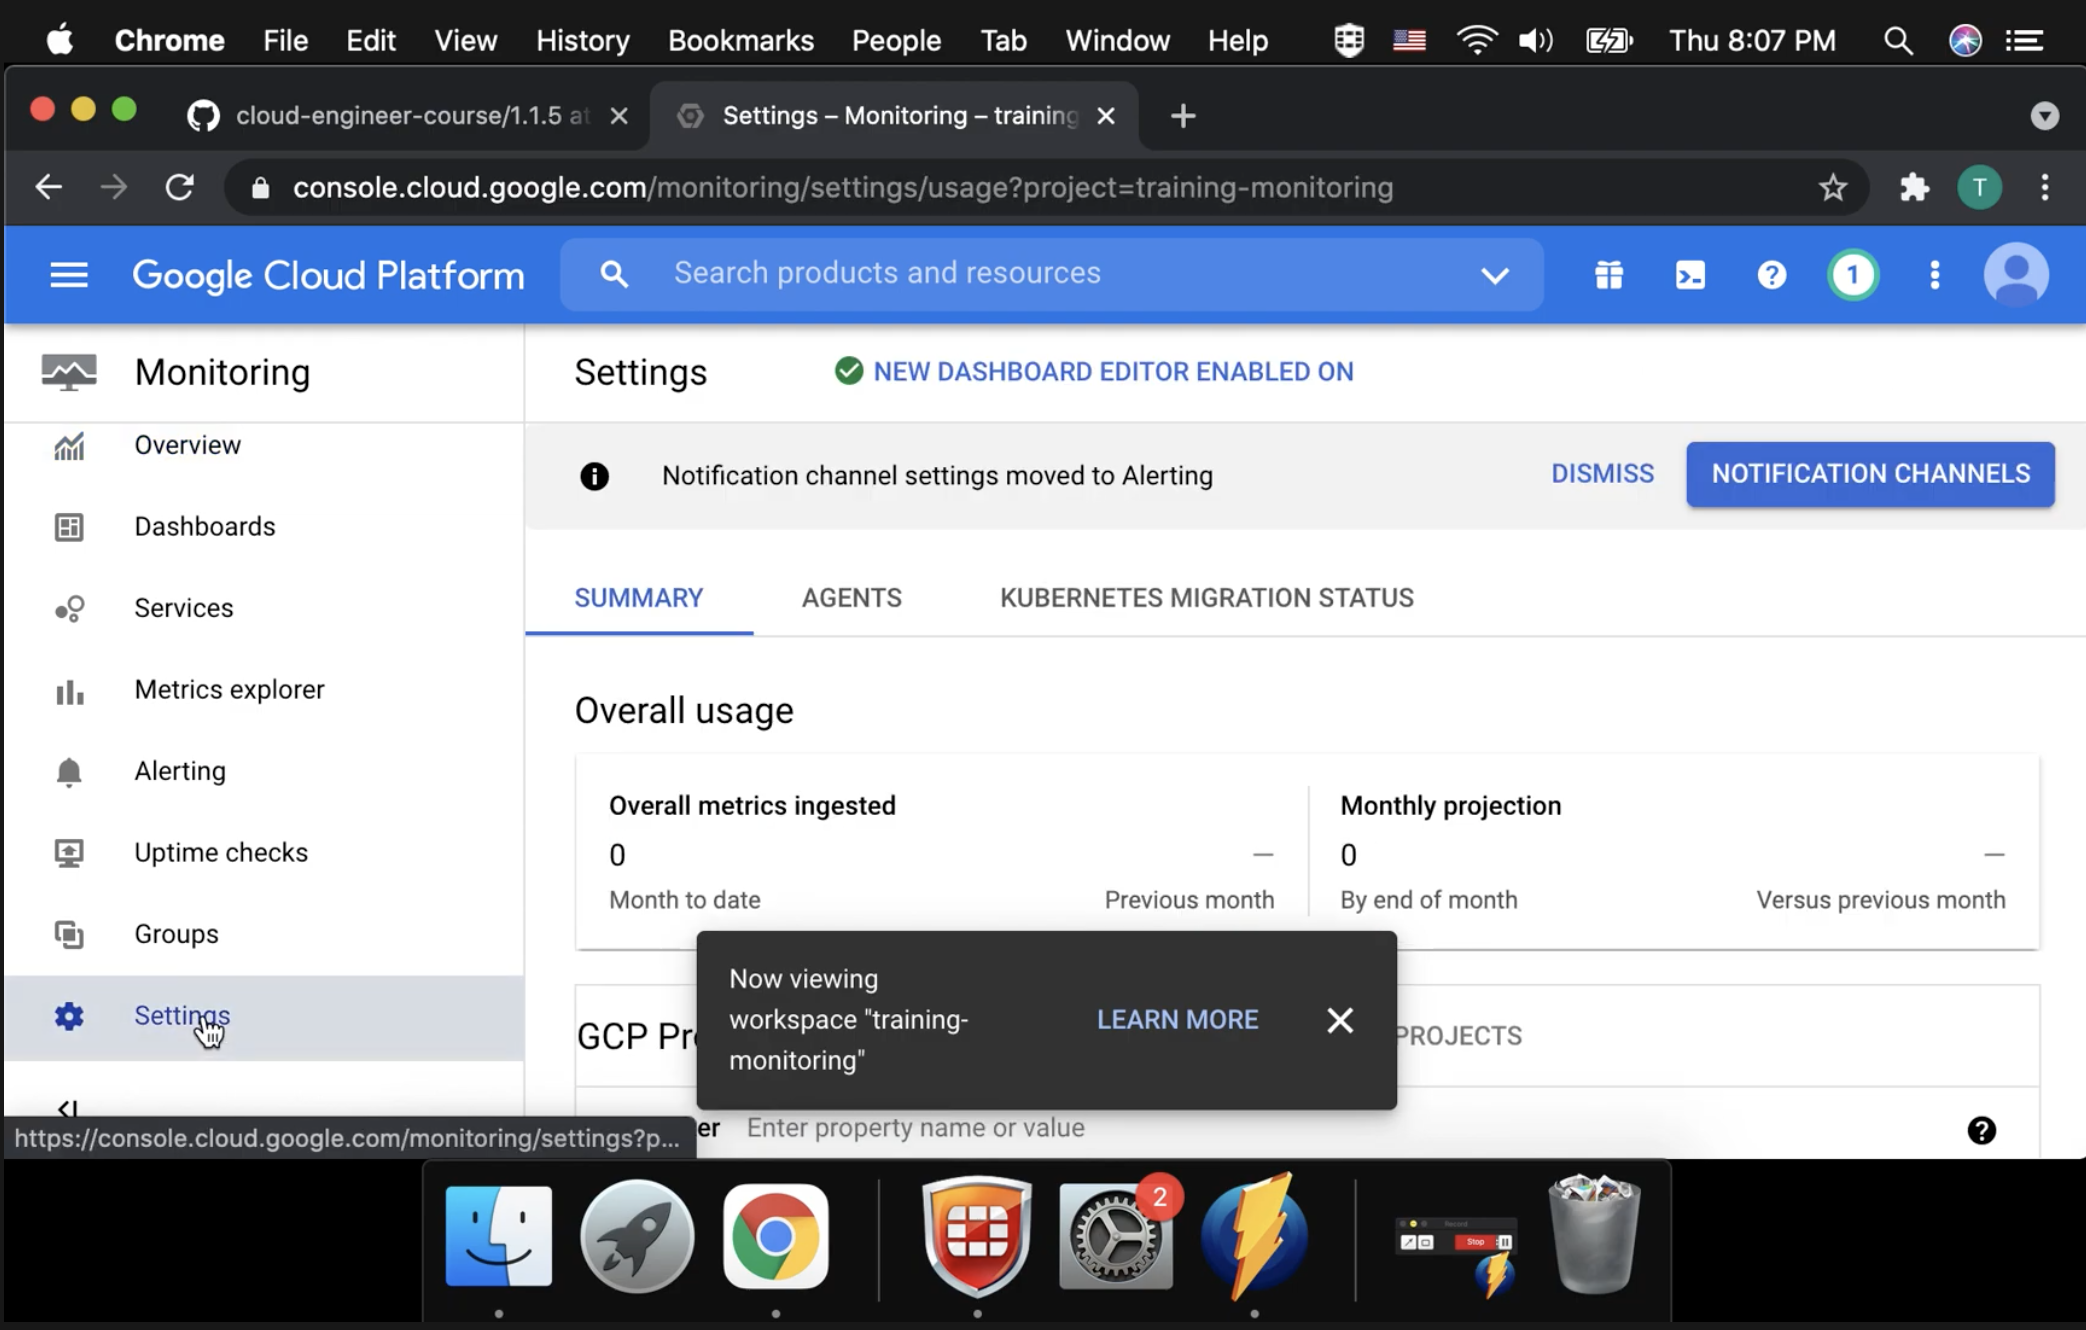 Chrome File Edit View History Bookmarks People Tab Window Help Thu 8:07 PM
cloud-engineer-course/1.1.5 at
Settings – Monitoring – training
console.cloud.google.com/monitoring/settings/usage?project=training-monitoring
T
Google Cloud Platform
Search products and resources
1
Monitoring
Overview
Dashboards
Services
Metrics explorer
Alerting
Uptime checks
Groups
Settings
Settings
NEW DASHBOARD EDITOR ENABLED ON
Notification channel settings moved to Alerting
DISMISS
NOTIFICATION CHANNELS
SUMMARY
AGENTS
KUBERNETES MIGRATION STATUS
Overall usage
Overall metrics ingested
0 —
Month to date Previous month
Monthly projection
0 —
By end of month Versus previous month
GCP Pr
PROJECTS
Now viewing
workspace "training-
monitoring"
LEARN MORE
er Enter property name or value
https://console.cloud.google.com/monitoring/settings?p...
2
Record
Stop